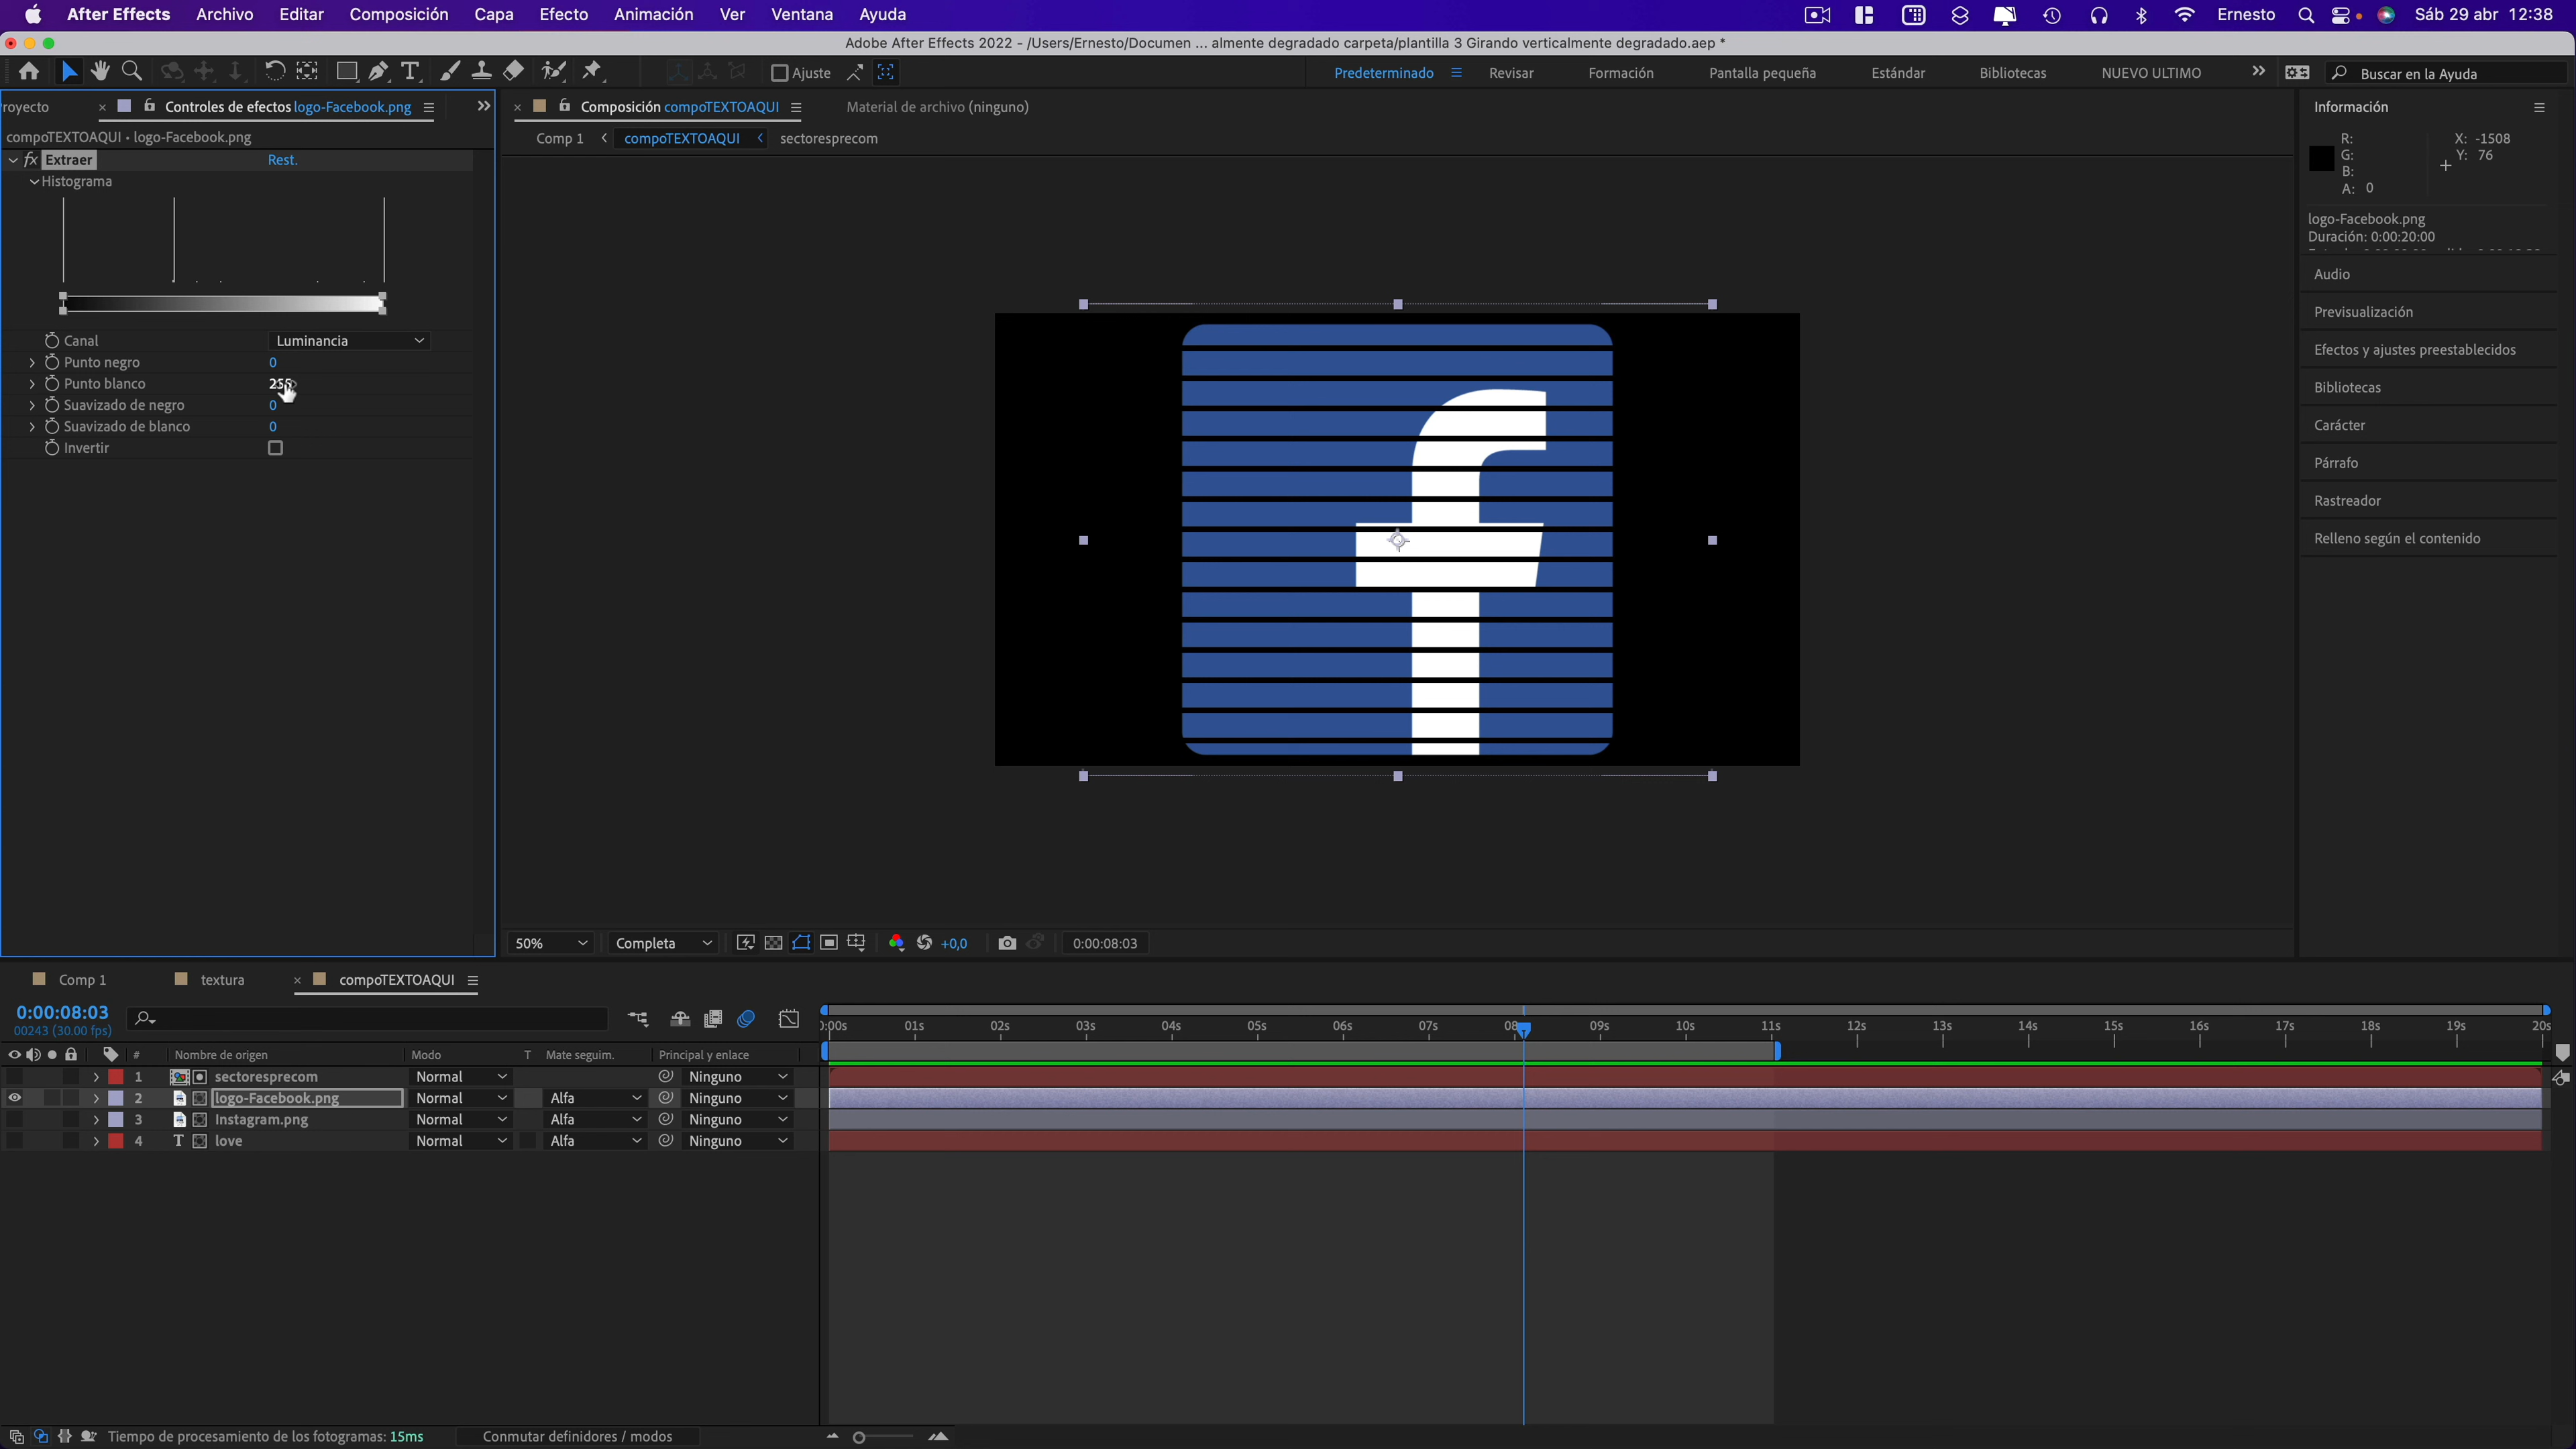 After Effects Archivo Editar Composición Capa Efecto Animación Ver Ventana Ayuda Ernesto Sáb 29 abr 12:38
Adobe After Effects 2022 - /Users/Ernesto/Documen ... almente degradado carpeta/plantilla 3 Girando verticalmente degradado.aep *
Ajuste Predeterminado Revisar Formación Pantalla pequeña Estándar Bibliotecas NUEVO ULTIMO Buscar en la Ayuda
royecto Controles de efectos logo-Facebook.png Composición compoTEXTOAQUI Material de archivo (ninguno) Información
compoTEXTOAQUI • logo-Facebook.png Comp 1 compoTEXTOAQUI sectoresprecom
fx Extraer Rest.
Histograma
R: X: -1508
G: Y: 76
B:
A: 0
logo-Facebook.png
Duración: 0:00:20:00
Audio
Previsualización
Efectos y ajustes preestablecidos
Bibliotecas
Carácter
Párrafo
Rastreador
Relleno según el contenido
Canal Luminancia
Punto negro 0
Punto blanco 255
Suavizado de negro 0
Suavizado de blanco 0
Invertir
f
50% Completa +0,0 0:00:08:03
Comp 1 textura compoTEXTOAQUI
0:00:08:03
00243 (30.00 fps)
0:00s 01s 02s 03s 04s 05s 06s 07s 08 09s 10s 11s 12s 13s 14s 15s 16s 17s 18s 19s 20s
# Nombre de origen Modo T Mate seguim. Principal y enlace
1 sectoresprecom Normal Ninguno
2 logo-Facebook.png Normal Alfa Ninguno
3 Instagram.png Normal Alfa Ninguno
4 T love Normal Alfa Ninguno
Tiempo de procesamiento de los fotogramas: 15ms Conmutar definidores / modos